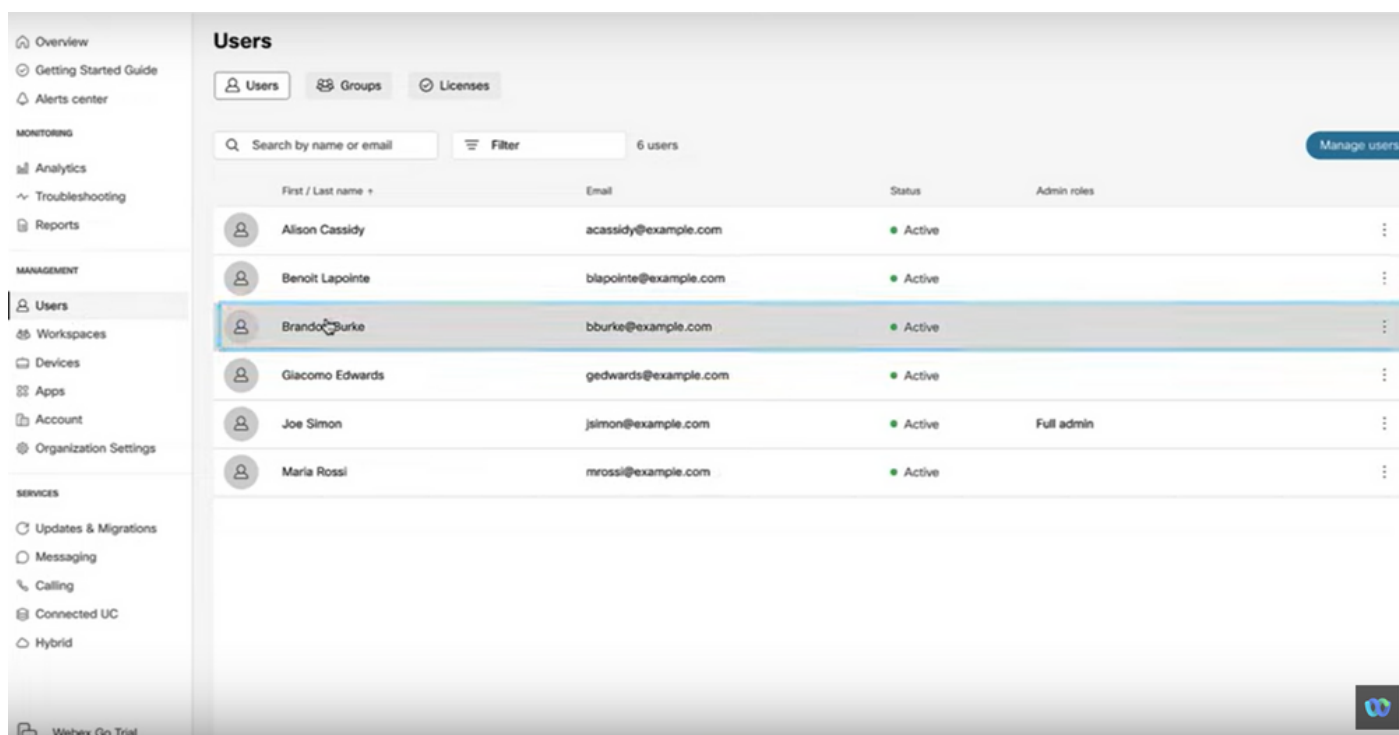 Overview
Getting Started Guide
Alerts center
MONITORING
Analytics
Troubleshooting
Reports
MANAGEMENT
Users
Workspaces
Devices
Apps
Account
Organization Settings
SERVICES
Updates & Migrations
Messaging
Calling
Connected UC
Hybrid
Webex Go Trial
Users
Users Groups Licenses
Search by name or email Filter 6 users Manage users
First / Last name ↑ Email Status Admin roles
Alison Cassidy acassidy@example.com Active
Benoit Lapointe blapointe@example.com Active
Brandon Burke bburke@example.com Active
Giacomo Edwards gedwards@example.com Active
Joe Simon jsimon@example.com Active Full admin
Maria Rossi mrossi@example.com Active